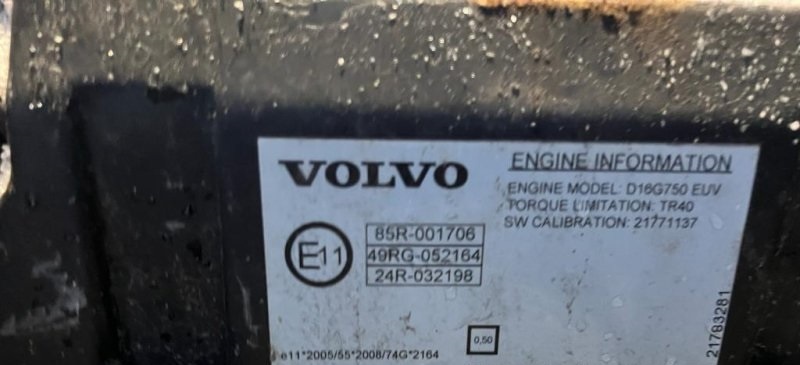 VOLVO
ENGINE INFORMATION
ENGINE MODEL: D16G750 EUV
TORQUE LIMITATION: TR40
SW CALIBRATION: 21771137
E11
85R-001706
49RG-052164
24R-032198
0,50
e11*2005/55*2008/74G*2164
21783281